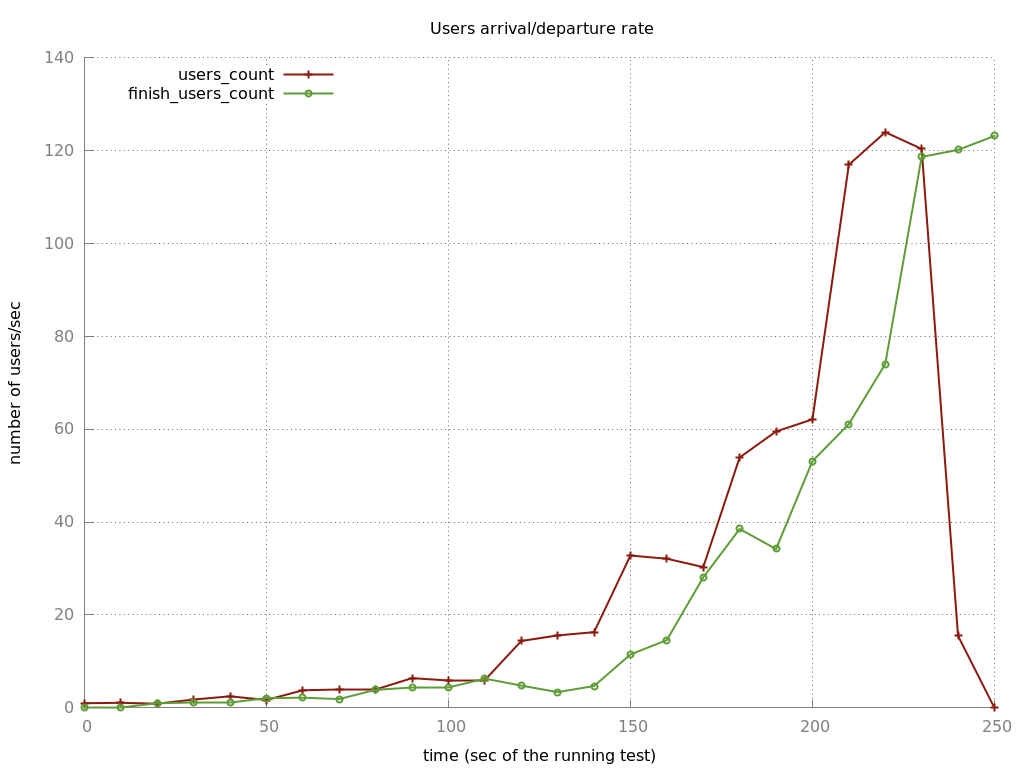 Users arrival/departure rate
users_count
finish_users_count
number of users/sec
140
120
100
80
60
40
20
0
0 50 100 150 200 250
time (sec of the running test)